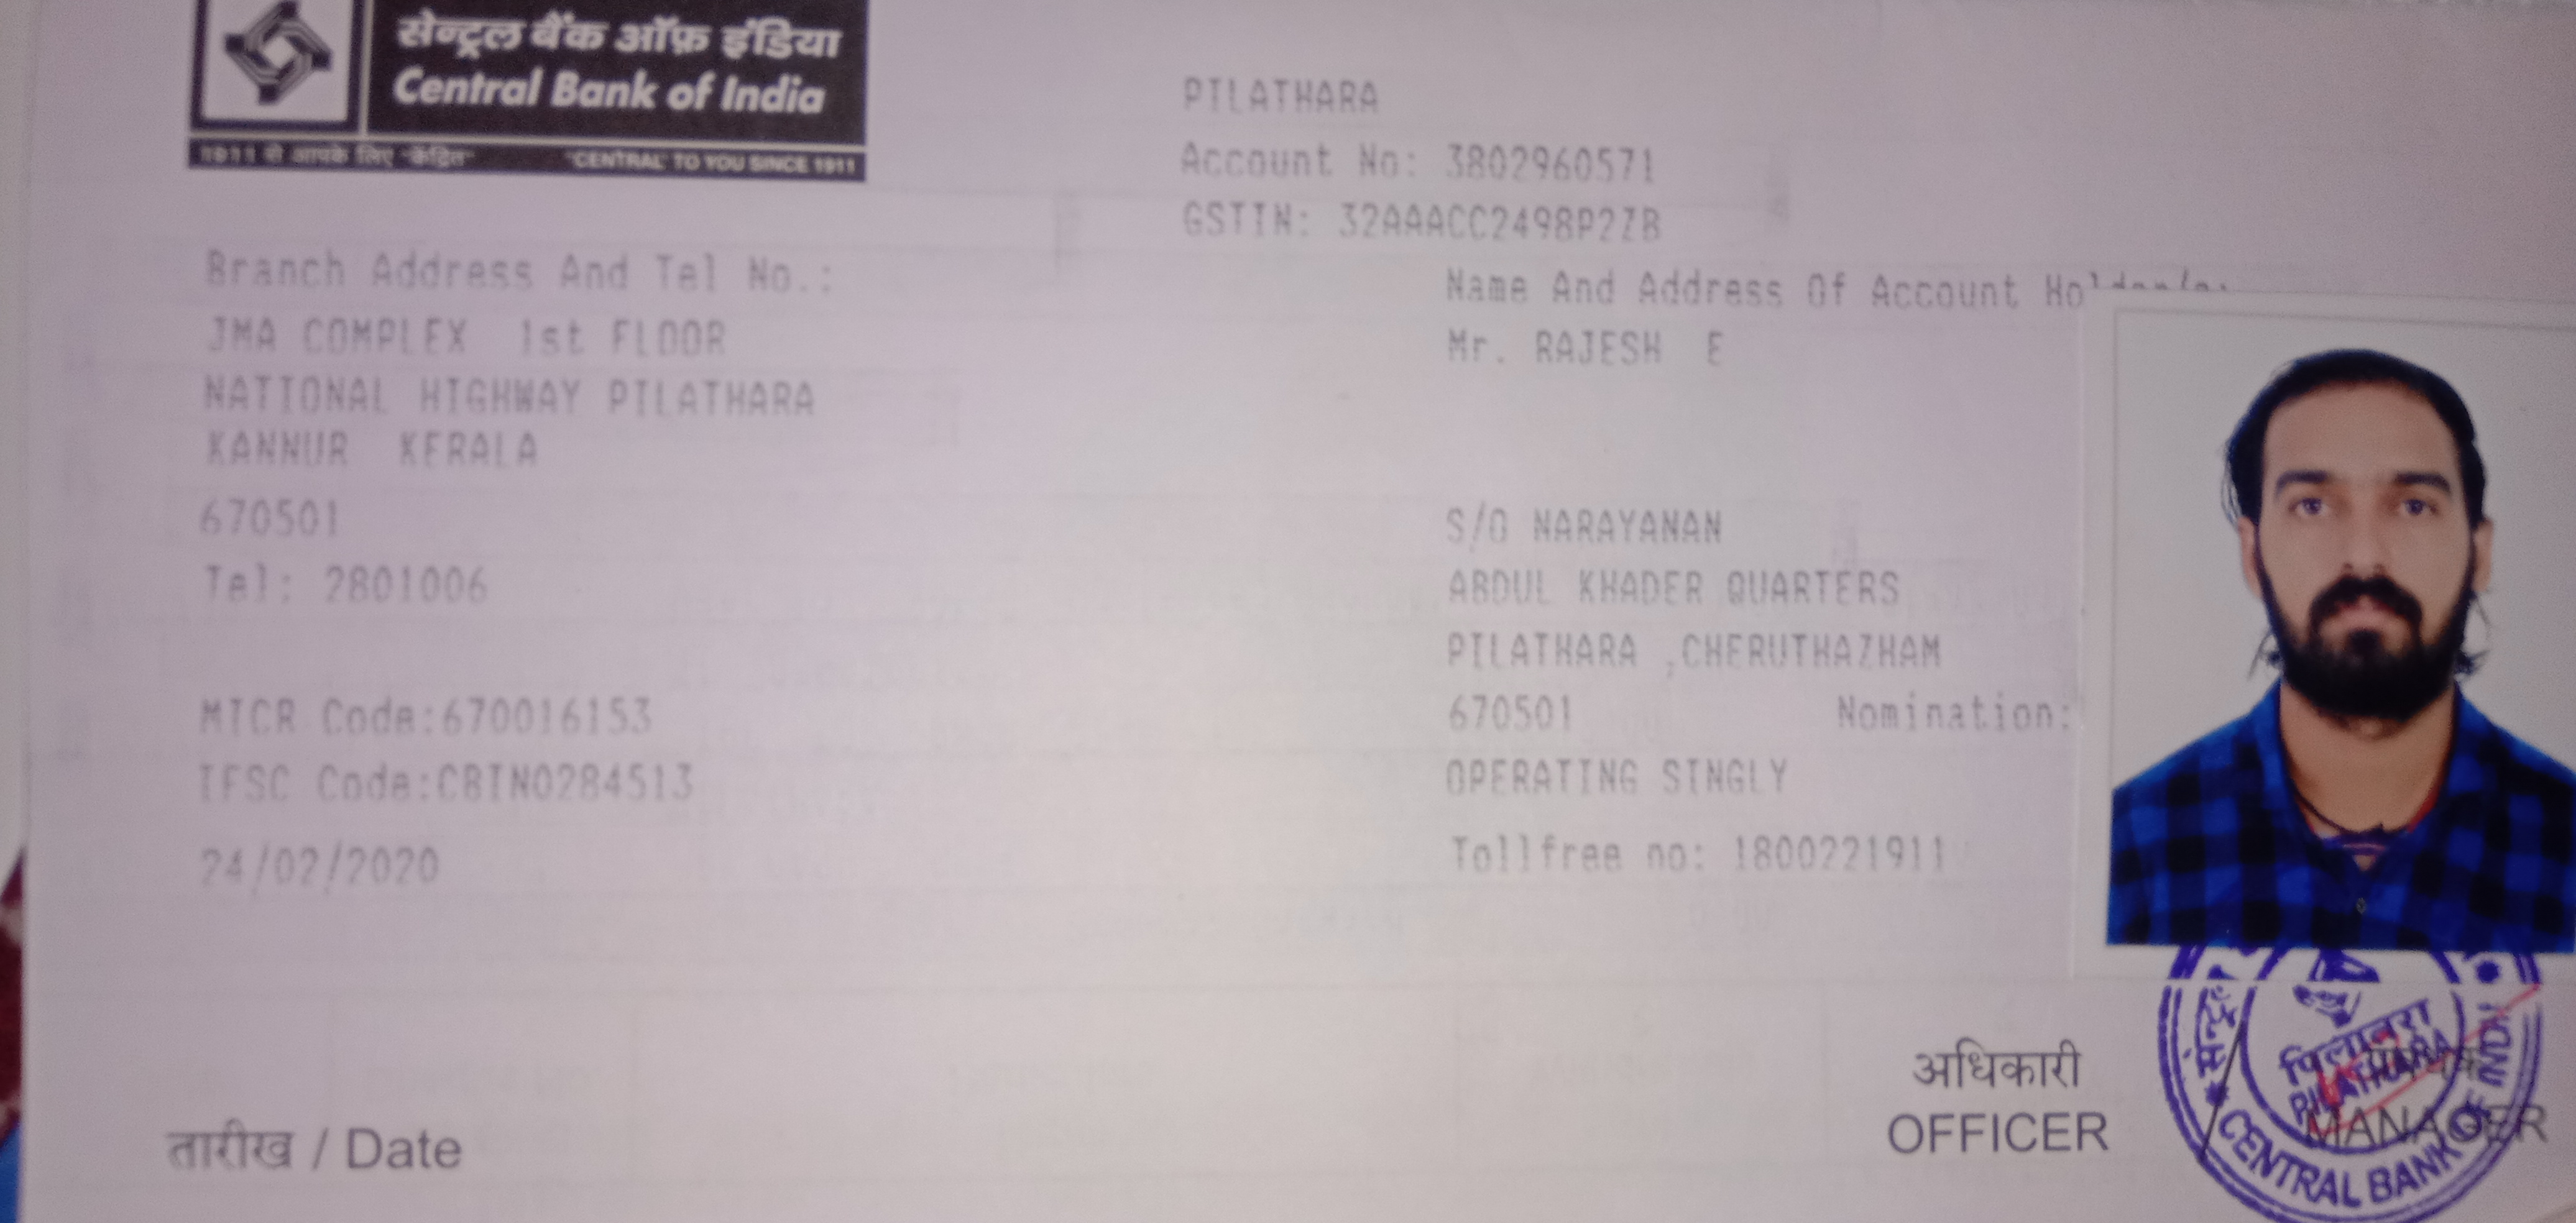 सेन्ट्रल बैंक ऑफ़ इंडिया
Central Bank of India
1911 से आपके लिए "केंद्रित" "CENTRAL" TO YOU SINCE 1911
PILATHARA
Account No: 3802960571
GSTIN: 32AAACC2498P2ZB
Branch Address And Tel No.:
JMA COMPLEX 1st FLOOR
NATIONAL HIGHWAY PILATHARA
KANNUR KERALA
670501
Tel: 2801006
MICR Code:670016153
IFSC Code:CBIN0284513
24/02/2020
Name And Address Of Account Holder/s:
Mr. RAJESH E
S/O NARAYANAN
ABDUL KHADER QUARTERS
PILATHARA ,CHERUTHAZHAM
670501 Nomination:
OPERATING SINGLY
Tollfree no: 1800221911
तारीख / Date
अधिकारी
OFFICER
MANAGER
PILATHARA
CENTRAL BANK OF INDIA